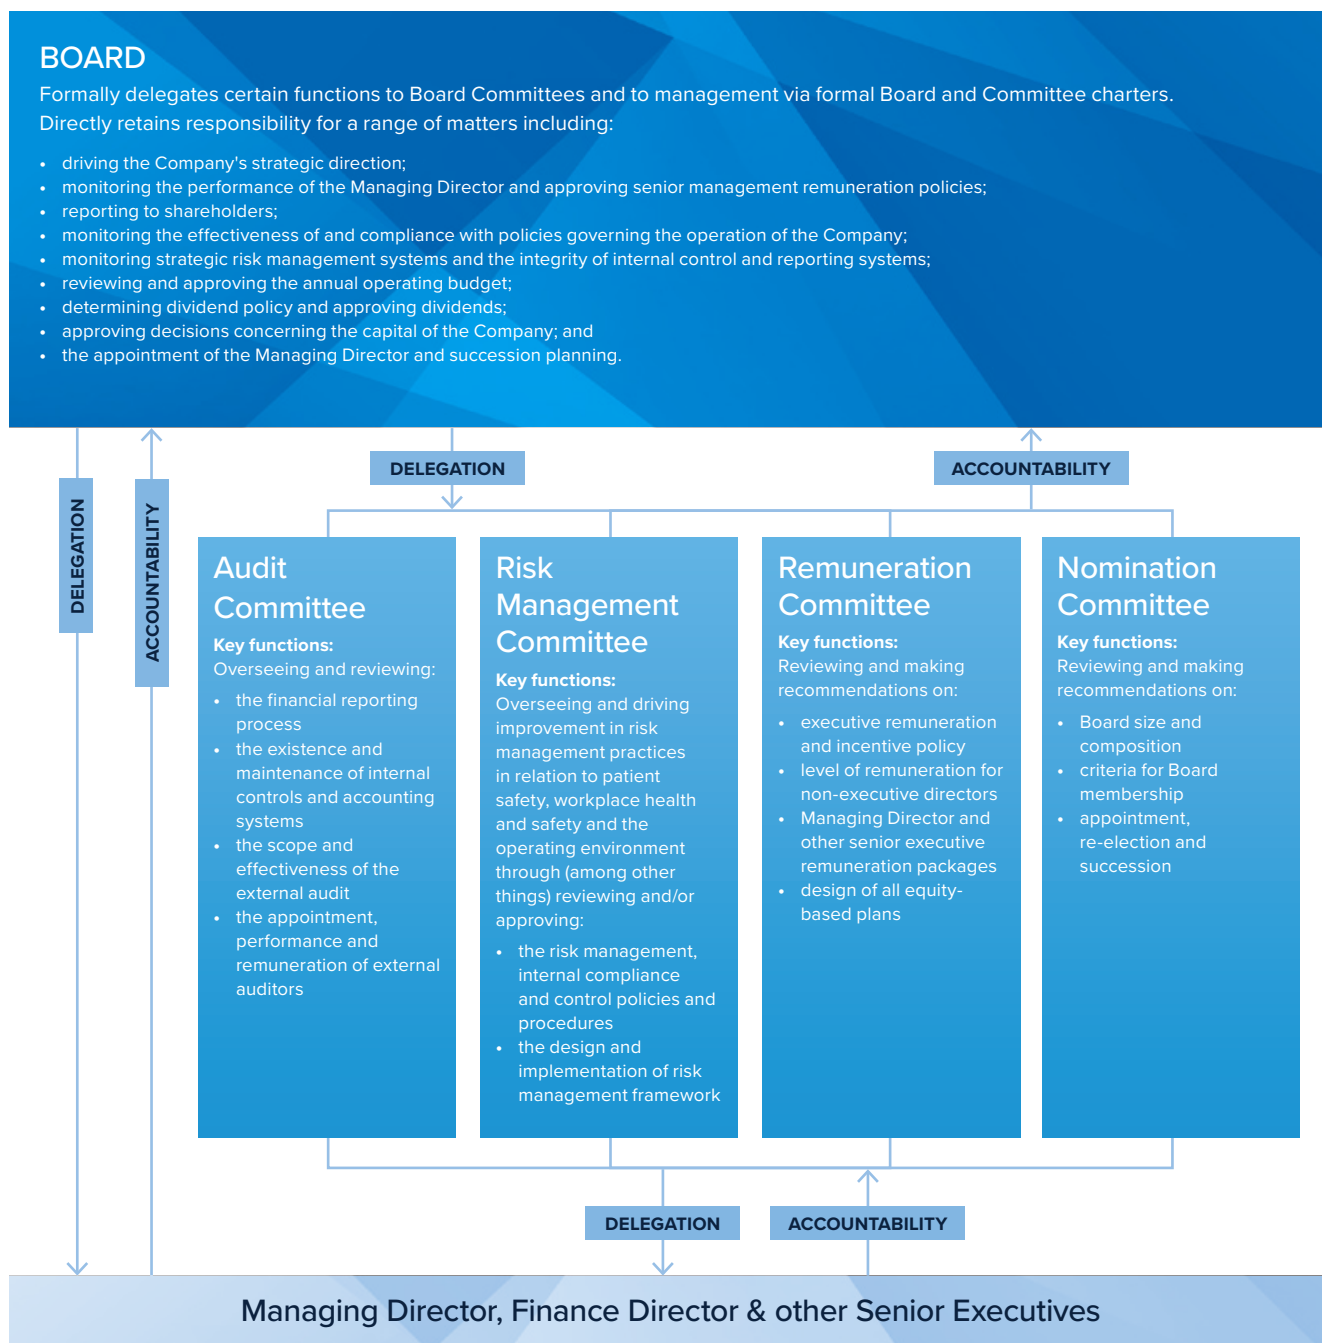 BOARD
Formally delegates certain functions to Board Committees and to management via formal Board and Committee charters.
Directly retains responsibility for a range of matters including:
• driving the Company's strategic direction;
• monitoring the performance of the Managing Director and approving senior management remuneration policies;
• reporting to shareholders;
• monitoring the effectiveness of and compliance with policies governing the operation of the Company;
• monitoring strategic risk management systems and the integrity of internal control and reporting systems;
• reviewing and approving the annual operating budget;
• determining dividend policy and approving dividends;
• approving decisions concerning the capital of the Company; and
• the appointment of the Managing Director and succession planning.
DELEGATION
ACCOUNTABILITY
DELEGATION
ACCOUNTABILITY
Audit
Committee
Key functions:
Overseeing and reviewing:
• the financial reporting
process
• the existence and
maintenance of internal
controls and accounting
systems
• the scope and
effectiveness of the
external audit
• the appointment,
performance and
remuneration of external
auditors
Risk
Management
Committee
Key functions:
Overseeing and driving
improvement in risk
management practices
in relation to patient
safety, workplace health
and safety and the
operating environment
through (among other
things) reviewing and/or
approving:
• the risk management,
internal compliance
and control policies and
procedures
• the design and
implementation of risk
management framework
Remuneration
Committee
Key functions:
Reviewing and making
recommendations on:
• executive remuneration
and incentive policy
• level of remuneration for
non-executive directors
• Managing Director and
other senior executive
remuneration packages
• design of all equity-
based plans
Nomination
Committee
Key functions:
Reviewing and making
recommendations on:
• Board size and
composition
• criteria for Board
membership
• appointment,
re-election and
succession
DELEGATION
ACCOUNTABILITY
Managing Director, Finance Director & other Senior Executives